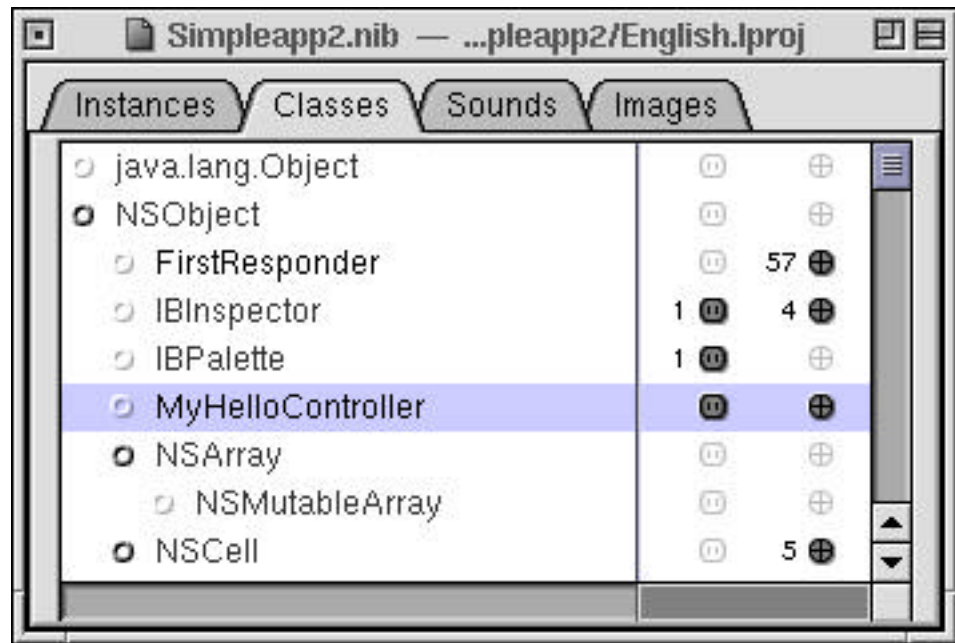 Simpleapp2.nib — ...pleapp2/English.lproj
Instances Classes Sounds Images
java.lang.Object
NSObject
FirstResponder 57
IBInspector 1 4
IBPalette 1
MyHelloController
NSArray
NSMutableArray
NSCell 5